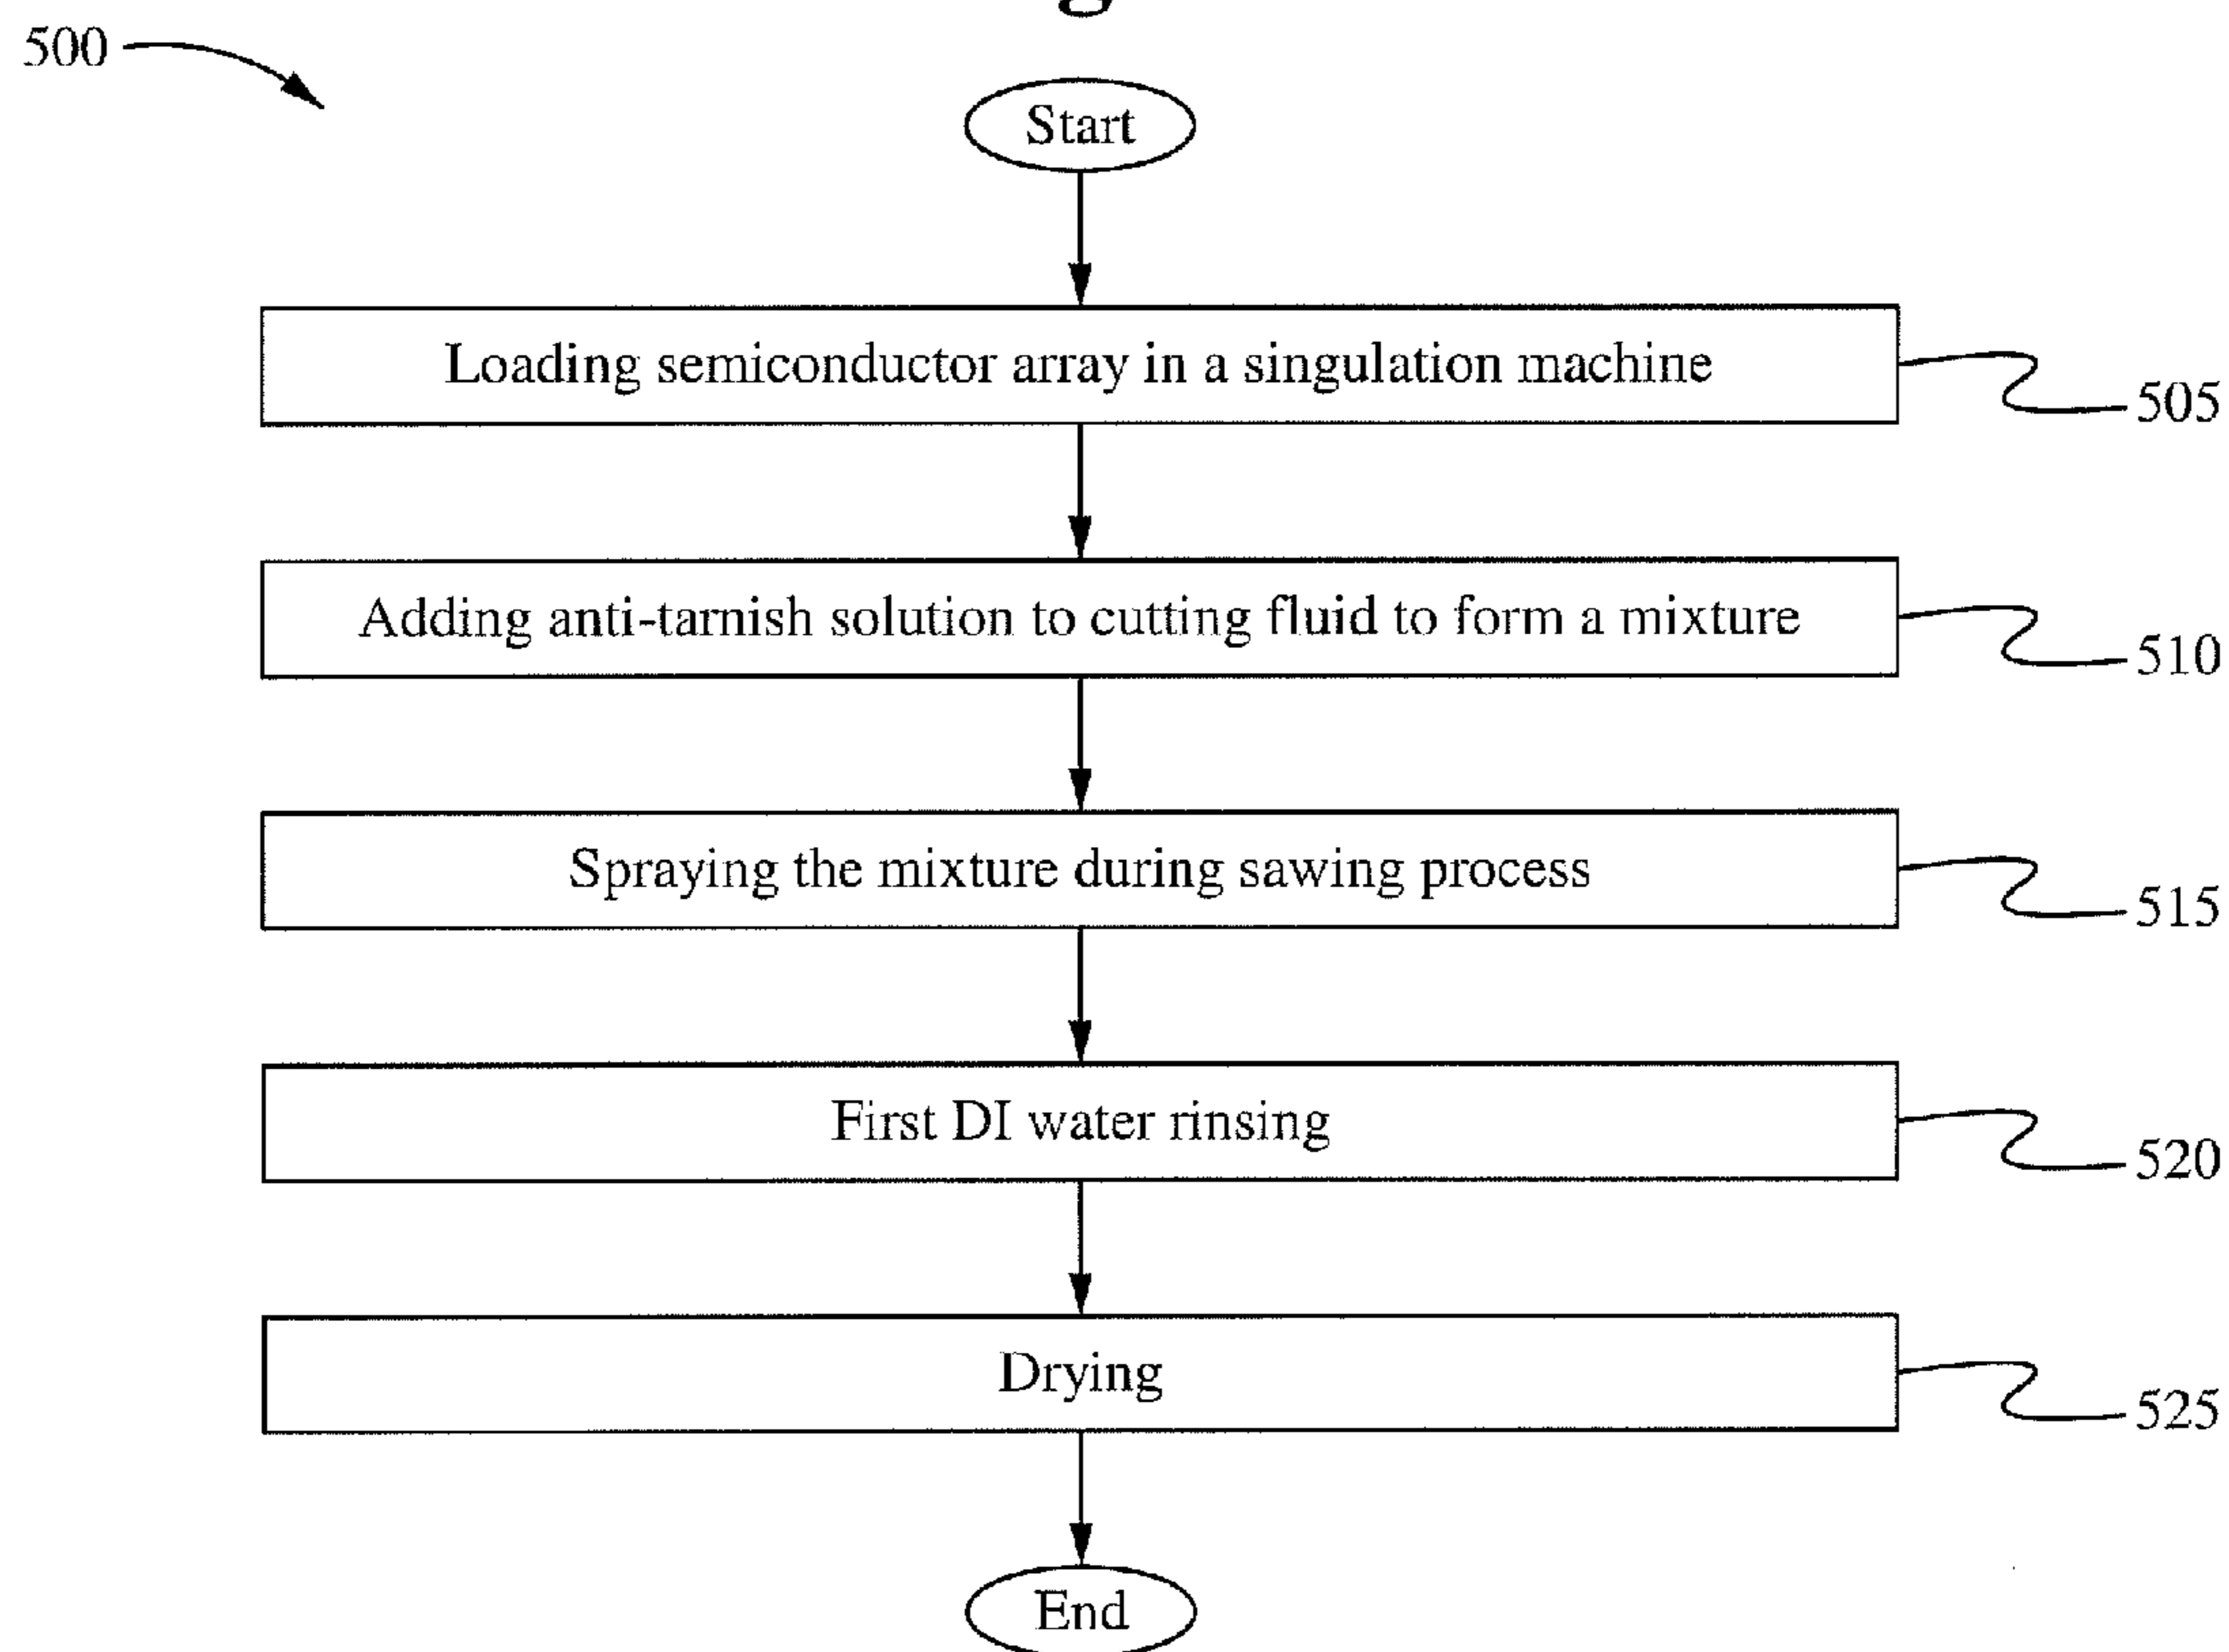 500
Start
Loading semiconductor array in a singulation machine
505
Adding anti-tarnish solution to cutting fluid to form a mixture
510
Spraying the mixture during sawing process
515
First DI water rinsing
520
Drying
525
End